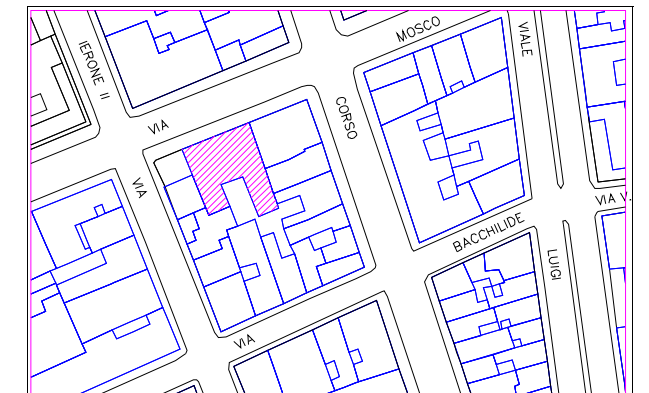 IERONE II
MOSCO
VIALE
VIA
CORSO
VIA
VIA V.
BACCHILIDE
LUIGI
VIA